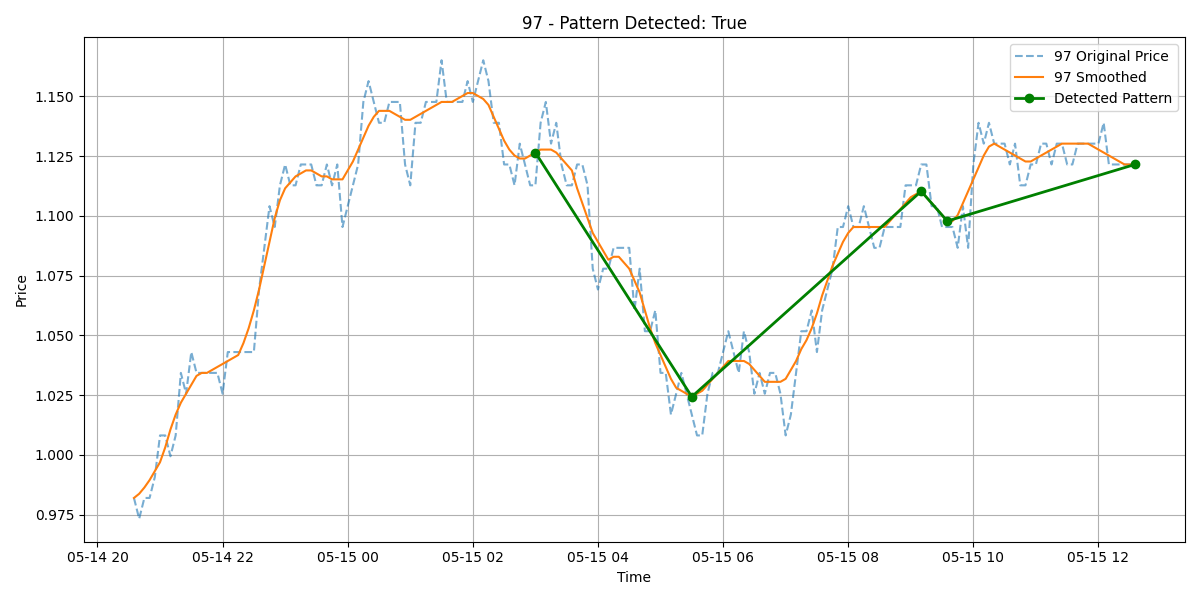 97 - Pattern Detected: True
97 Original Price
97 Smoothed
Detected Pattern
Price
1.150
1.125
1.100
1.075
1.050
1.025
1.000
0.975
05-14 20 05-14 22 05-15 00 05-15 02 05-15 04 05-15 06 05-15 08 05-15 10 05-15 12
Time